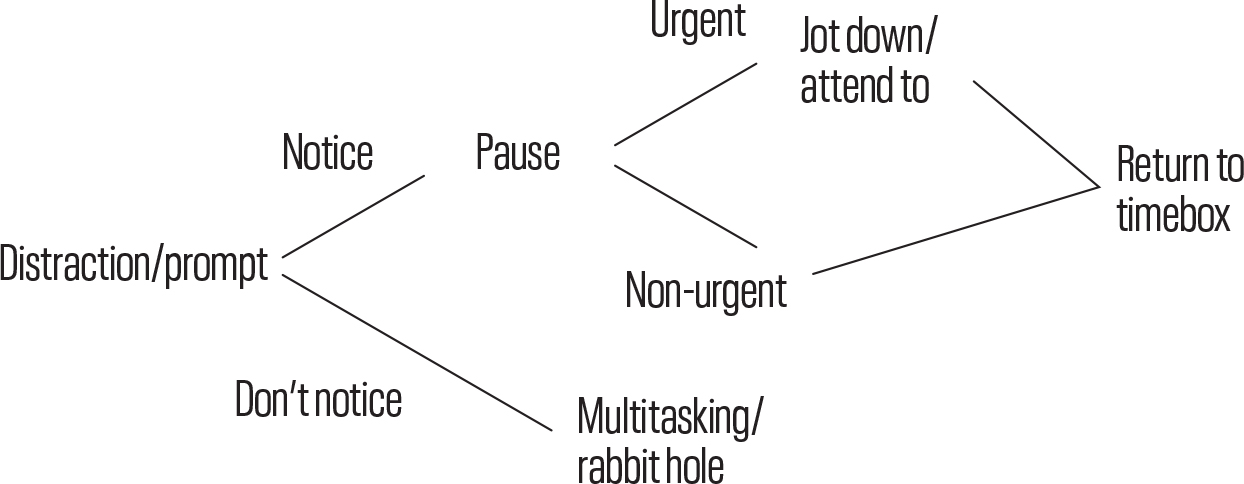 Urgent
Jot down/
attend to
Notice
Pause
Return to
timebox
Distraction/prompt
Non-urgent
Don't notice
Multitasking/
rabbit hole